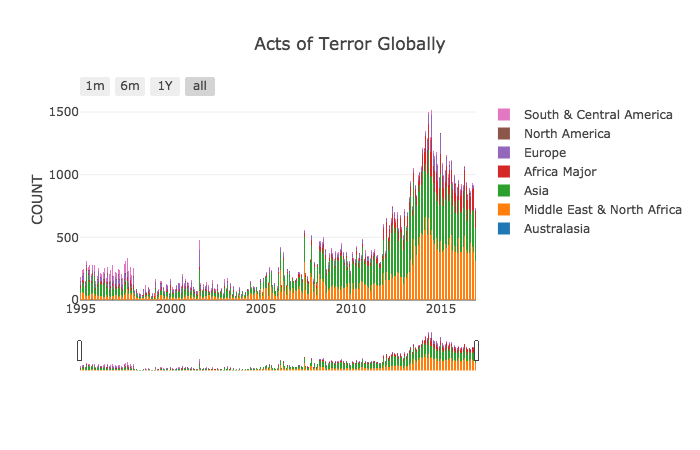 Acts of Terror Globally
1m 6m 1Y all
COUNT
1500
1000
500
0
1995 2000 2005 2010 2015
South & Central America
North America
Europe
Africa Major
Asia
Middle East & North Africa
Australasia